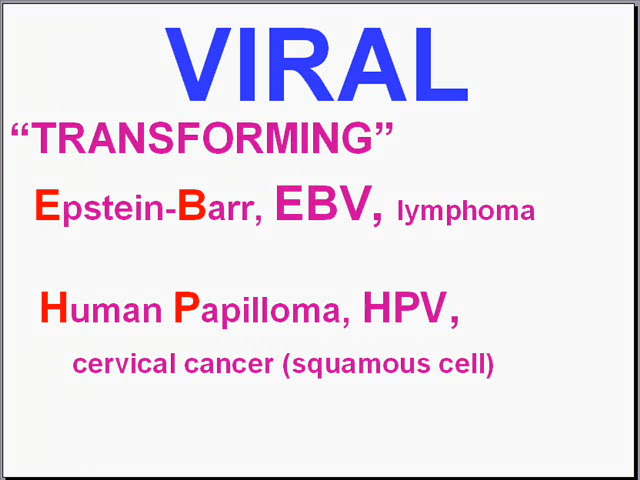 VIRAL
“TRANSFORMING”
Epstein-Barr, EBV, lymphoma
Human Papilloma, HPV,
cervical cancer (squamous cell)